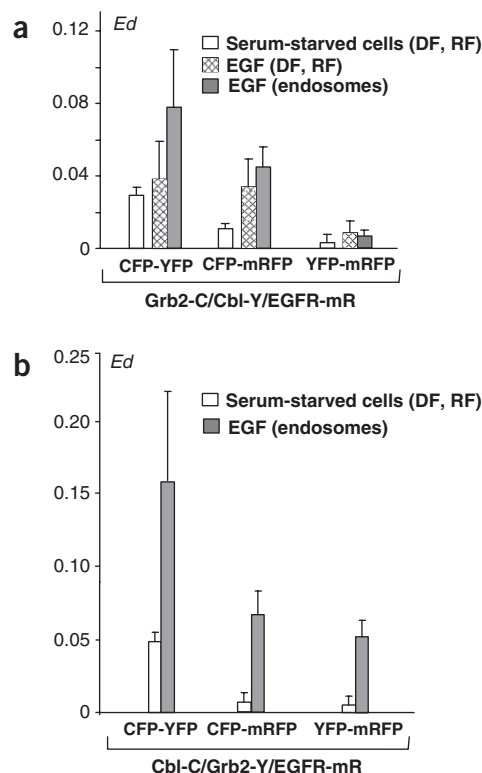 a
Ed
0.12
0.08
0.04
0
Serum-starved cells (DF, RF)
EGF (DF, RF)
EGF (endosomes)
CFP-YFP CFP-mRFP YFP-mRFP
Grb2-C/Cbl-Y/EGFR-mR
b
Ed
0.25
0.20
0.15
0.10
0.05
0
Serum-starved cells (DF, RF)
EGF (endosomes)
CFP-YFP CFP-mRFP YFP-mRFP
Cbl-C/Grb2-Y/EGFR-mR